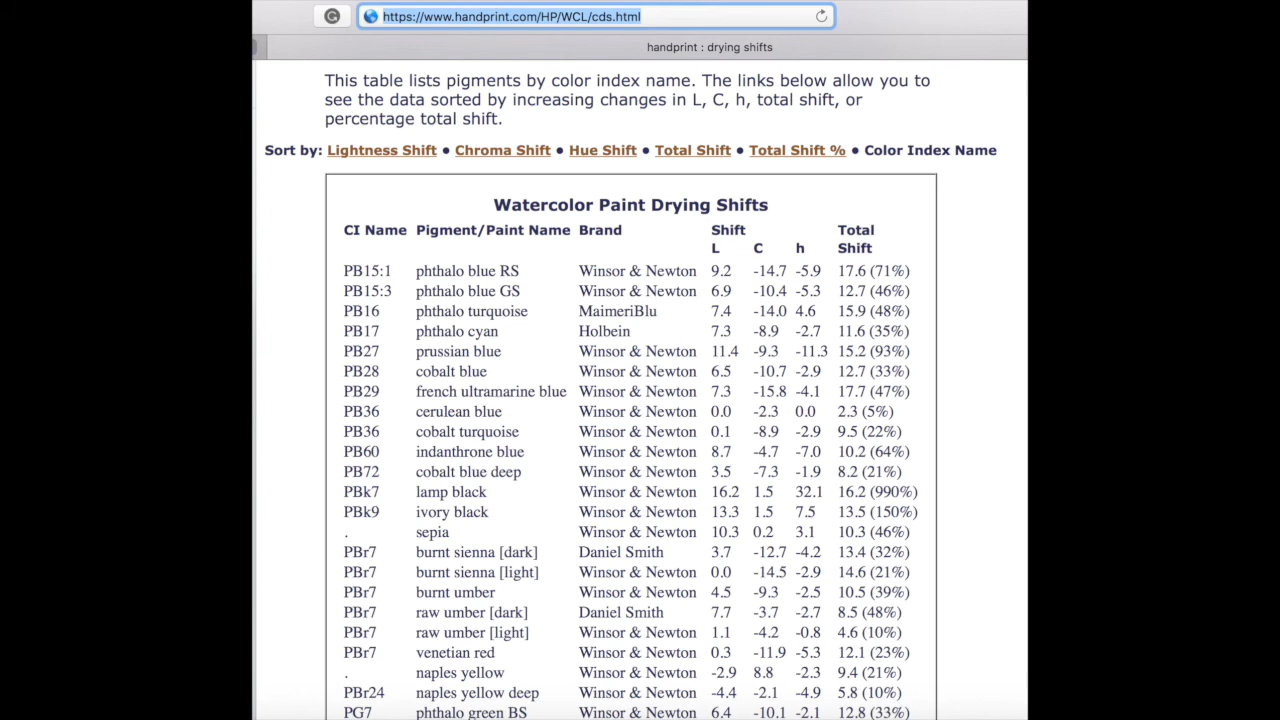 https://www.handprint.com/HP/WCL/cds.html
handprint : drying shifts
This table lists pigments by color index name. The links below allow you to
see the data sorted by increasing changes in L, C, h, total shift, or
percentage total shift.
Sort by: Lightness Shift ● Chroma Shift ● Hue Shift ● Total Shift ● Total Shift % ● Color Index Name
Watercolor Paint Drying Shifts
CI Name Pigment/Paint Name Brand Shift Total
L C h Shift
PB15:1 phthalo blue RS Winsor & Newton 9.2 -14.7 -5.9 17.6 (71%)
PB15:3 phthalo blue GS Winsor & Newton 6.9 -10.4 -5.3 12.7 (46%)
PB16 phthalo turquoise MaimeriBlu 7.4 -14.0 4.6 15.9 (48%)
PB17 phthalo cyan Holbein 7.3 -8.9 -2.7 11.6 (35%)
PB27 prussian blue Winsor & Newton 11.4 -9.3 -11.3 15.2 (93%)
PB28 cobalt blue Winsor & Newton 6.5 -10.7 -2.9 12.7 (33%)
PB29 french ultramarine blue Winsor & Newton 7.3 -15.8 -4.1 17.7 (47%)
PB36 cerulean blue Winsor & Newton 0.0 -2.3 0.0 2.3 (5%)
PB36 cobalt turquoise Winsor & Newton 0.1 -8.9 -2.9 9.5 (22%)
PB60 indanthrone blue Winsor & Newton 8.7 -4.7 -7.0 10.2 (64%)
PB72 cobalt blue deep Winsor & Newton 3.5 -7.3 -1.9 8.2 (21%)
PBk7 lamp black Winsor & Newton 16.2 1.5 32.1 16.2 (990%)
PBk9 ivory black Winsor & Newton 13.3 1.5 7.5 13.5 (150%)
. sepia Winsor & Newton 10.3 0.2 3.1 10.3 (46%)
PBr7 burnt sienna [dark] Daniel Smith 3.7 -12.7 -4.2 13.4 (32%)
PBr7 burnt sienna [light] Winsor & Newton 0.0 -14.5 -2.9 14.6 (21%)
PBr7 burnt umber Winsor & Newton 4.5 -9.3 -2.5 10.5 (39%)
PBr7 raw umber [dark] Daniel Smith 7.7 -3.7 -2.7 8.5 (48%)
PBr7 raw umber [light] Winsor & Newton 1.1 -4.2 -0.8 4.6 (10%)
PBr7 venetian red Winsor & Newton 0.3 -11.9 -5.3 12.1 (23%)
. naples yellow Winsor & Newton -2.9 8.8 -2.3 9.4 (21%)
PBr24 naples yellow deep Winsor & Newton -4.4 -2.1 -4.9 5.8 (10%)
PG7 phthalo green BS Winsor & Newton 6.4 -10.1 -2.1 12.8 (33%)